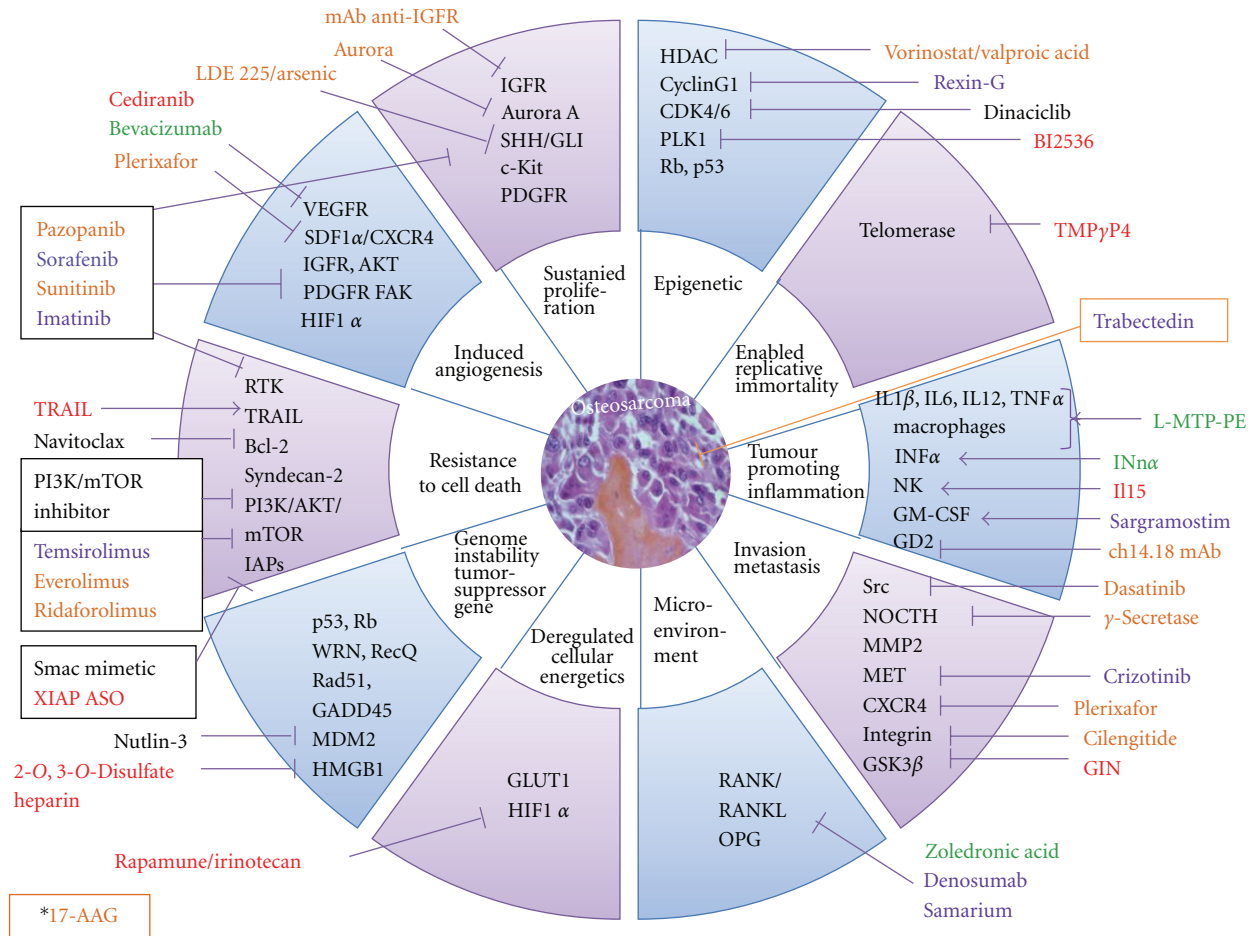 mAb anti-IGFR
Aurora
LDE 225/arsenic
Cediranib
Bevacizumab
Plerixafor
Pazopanib
Sorafenib
Sunitinib
Imatinib
TRAIL
Navitoclax
PI3K/mTOR
inhibitor
Temsirolimus
Everolimus
Ridaforolimus
Smac mimetic
XIAP ASO
Nutlin-3
2-O, 3-O-Disulfate
heparin
Rapamune/irinotecan
*17-AAG
IGFR
Aurora A
SHH/GLI
c-Kit
PDGFR
Sustanied
prolife-
ration
VEGFR
SDF1α/CXCR4
IGFR, AKT
PDGFR FAK
HIF1 α
Induced
angiogenesis
RTK
TRAIL
Bcl-2
Syndecan-2
PI3K/AKT/
mTOR
IAPs
Resistance
to cell death
p53, Rb
WRN, RecQ
Rad51,
GADD45
MDM2
HMGB1
Genome
instability
tumor-
suppressor
gene
GLUT1
HIF1 α
Deregulated
cellular
energetics
Osteosarcoma
HDAC
CyclinG1
CDK4/6
PLK1
Rb, p53
Epigenetic
Vorinostat/valproic acid
Rexin-G
Dinaciclib
BI2536
Telomerase
Enabled
replicative
immortality
TMPγP4
Trabectedin
IL1β, IL6, IL12, TNFα
macrophages
INFα
NK
GM-CSF
GD2
Tumour
promoting
inflammation
L-MTP-PE
INnα
Il15
Sargramostim
ch14.18 mAb
Src
NOCTH
MMP2
MET
CXCR4
Integrin
GSK3β
Invasion
metastasis
Dasatinib
γ-Secretase
Crizotinib
Plerixafor
Cilengitide
GIN
RANK/
RANKL
OPG
Micro-
environ-
ment
Zoledronic acid
Denosumab
Samarium